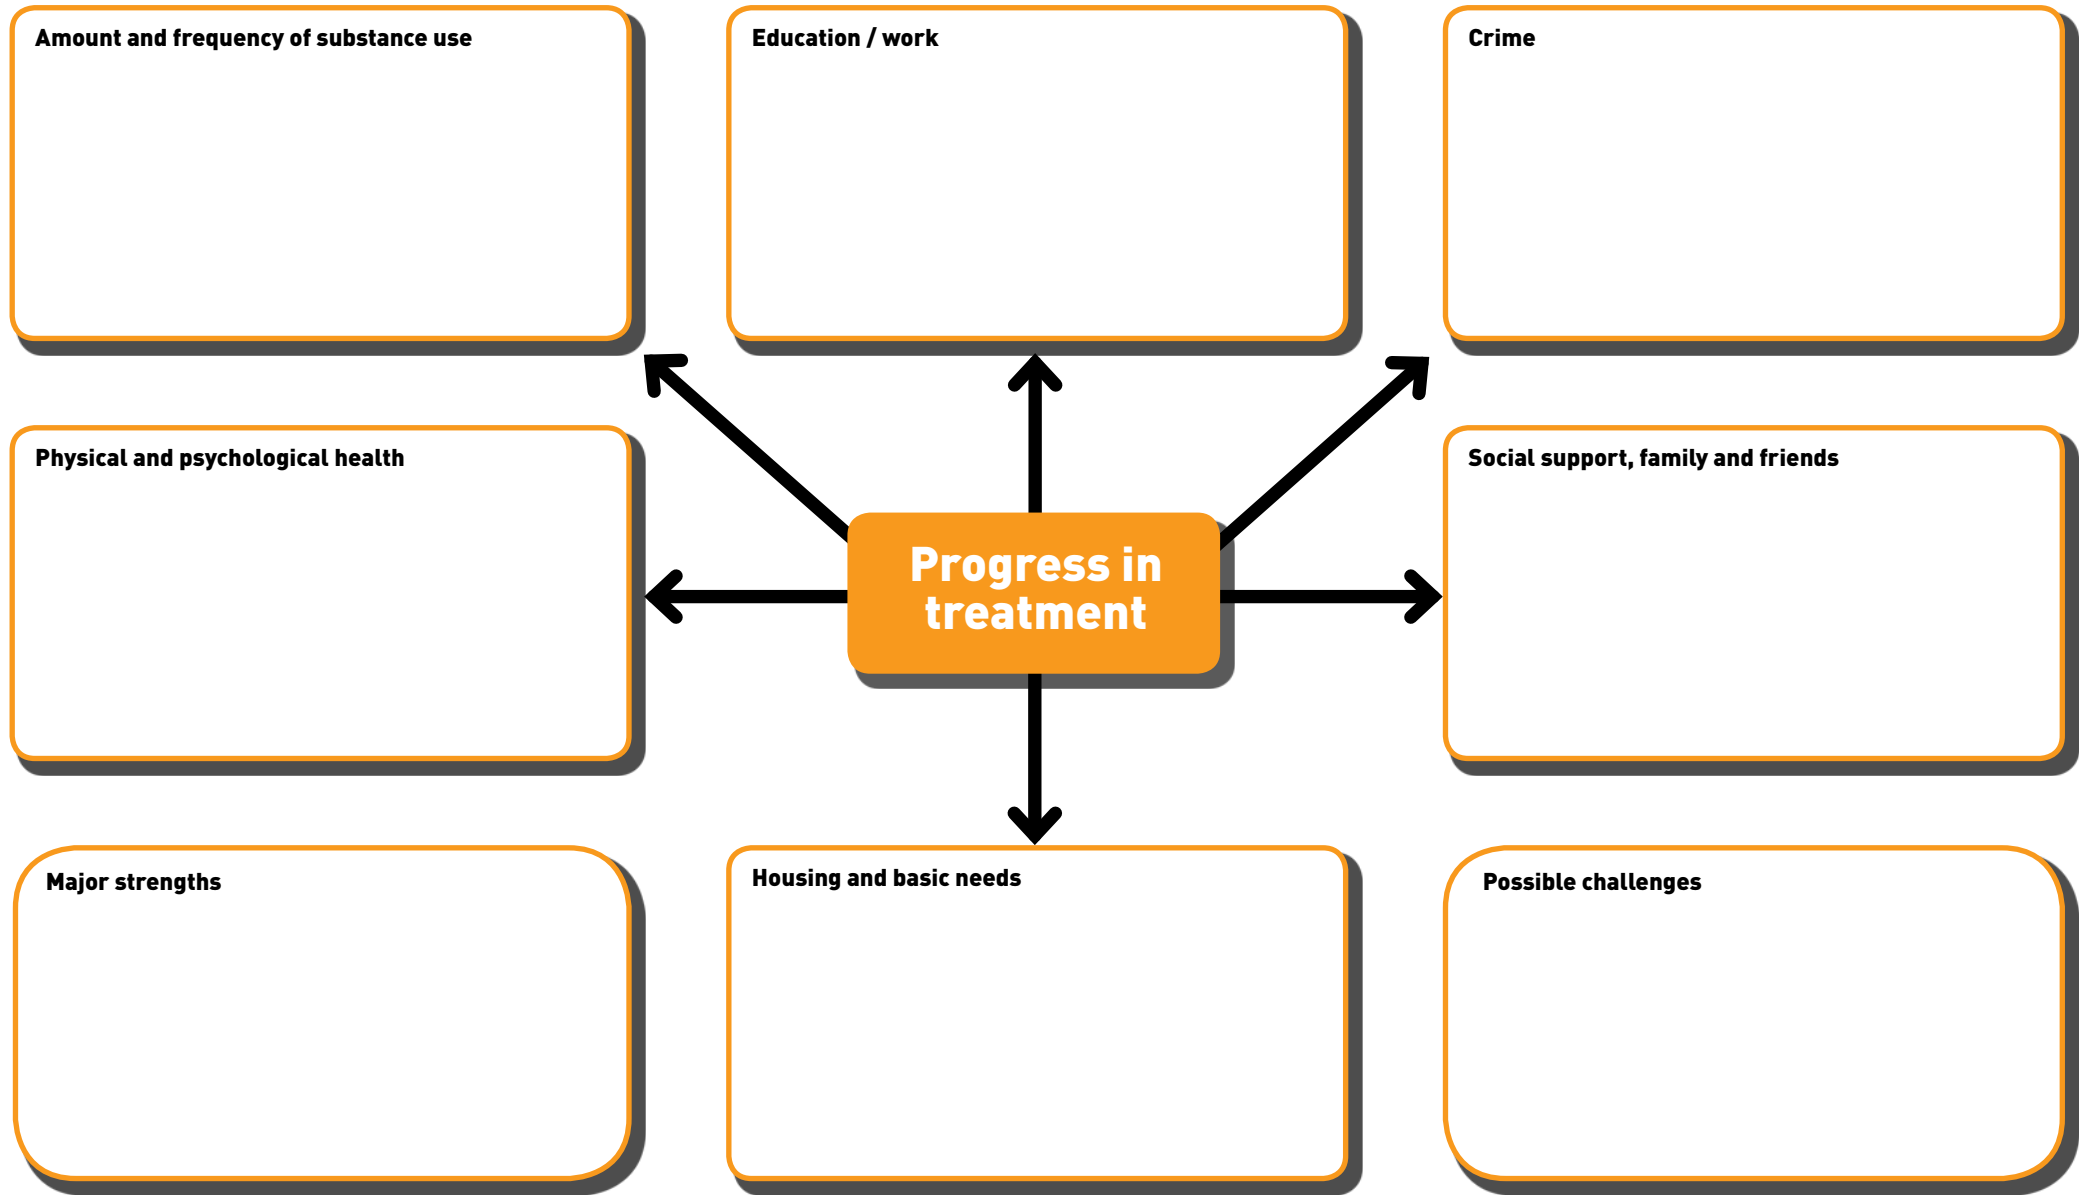 Amount and frequency of substance use
Education / work
Crime
Physical and psychological health
Social support, family and friends
Progress in
treatment
Major strengths
Housing and basic needs
Possible challenges